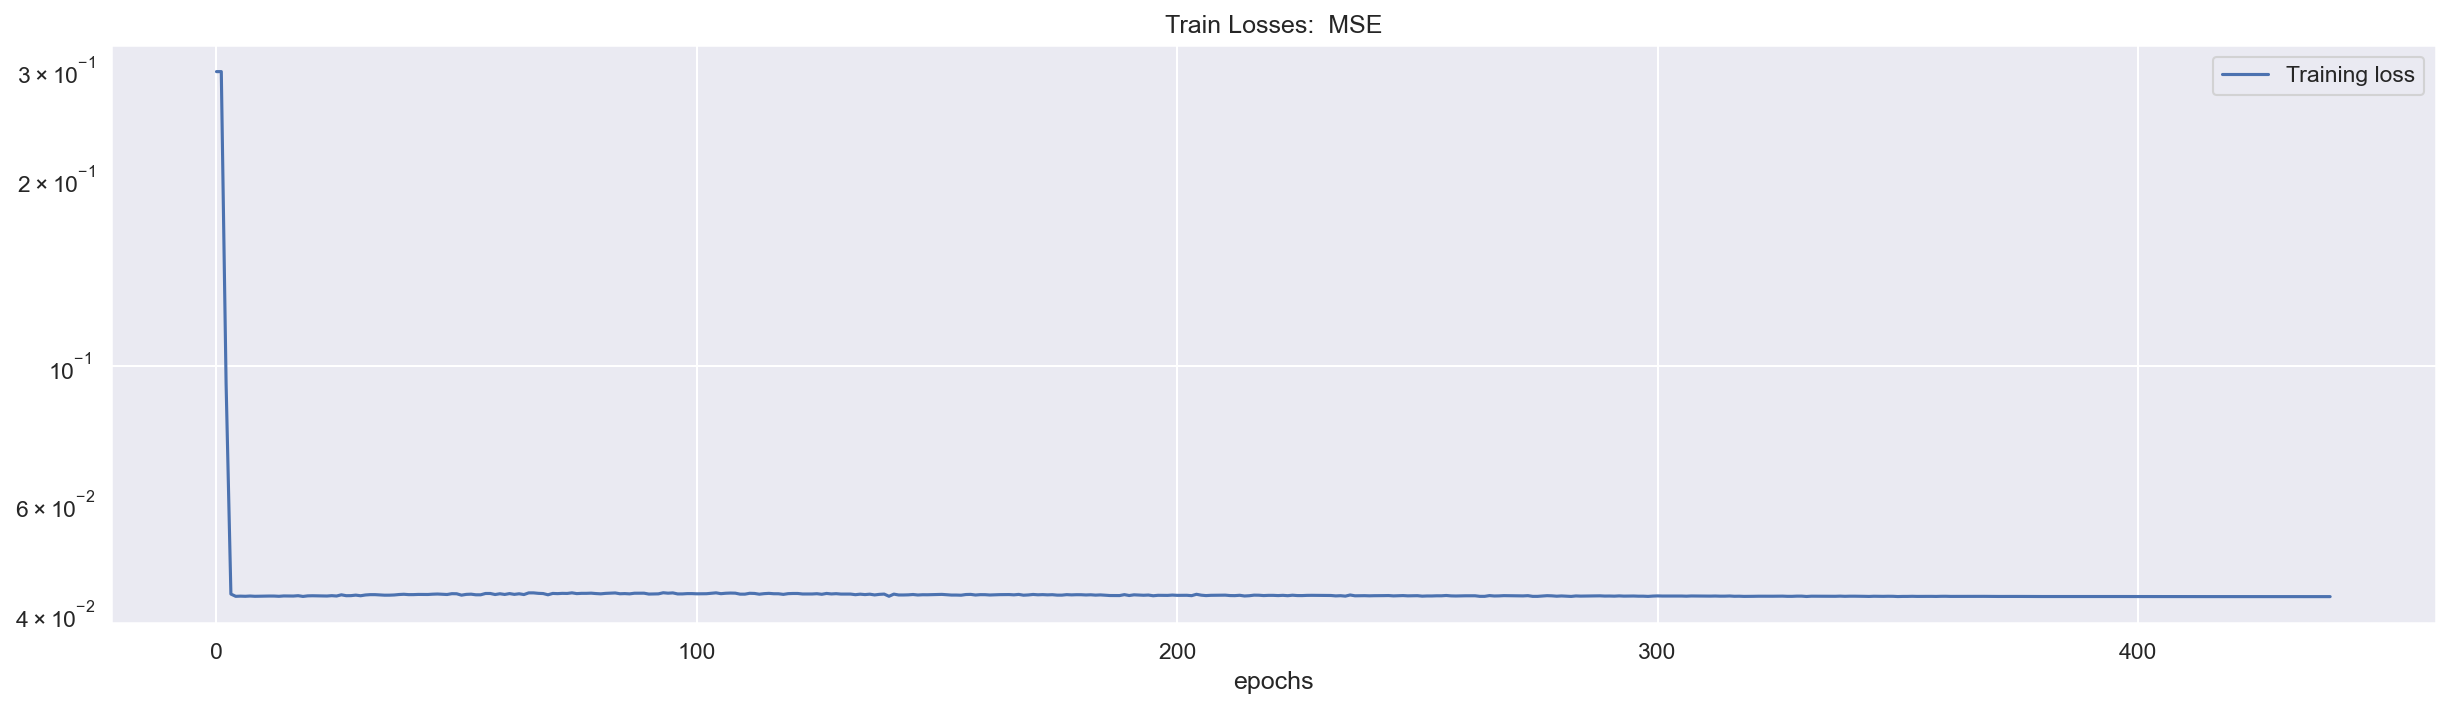 Train Losses:  MSE
Training loss
3 × 10⁻¹
2 × 10⁻¹
10⁻¹
6 × 10⁻²
4 × 10⁻²
0 100 200 300 400
epochs